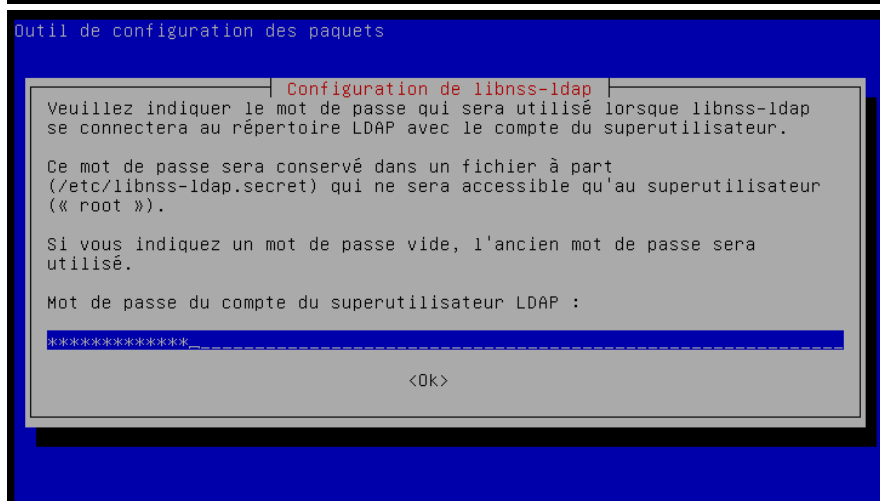 Outil de configuration des paquets
Configuration de libnss-ldap
Veuillez indiquer le mot de passe qui sera utilisé lorsque libnss-ldap
se connectera au répertoire LDAP avec le compte du superutilisateur.
Ce mot de passe sera conservé dans un fichier à part
(/etc/libnss-ldap.secret) qui ne sera accessible qu'au superutilisateur
(« root »).
Si vous indiquez un mot de passe vide, l'ancien mot de passe sera
utilisé.
Mot de passe du compte du superutilisateur LDAP :
*************
<Ok>